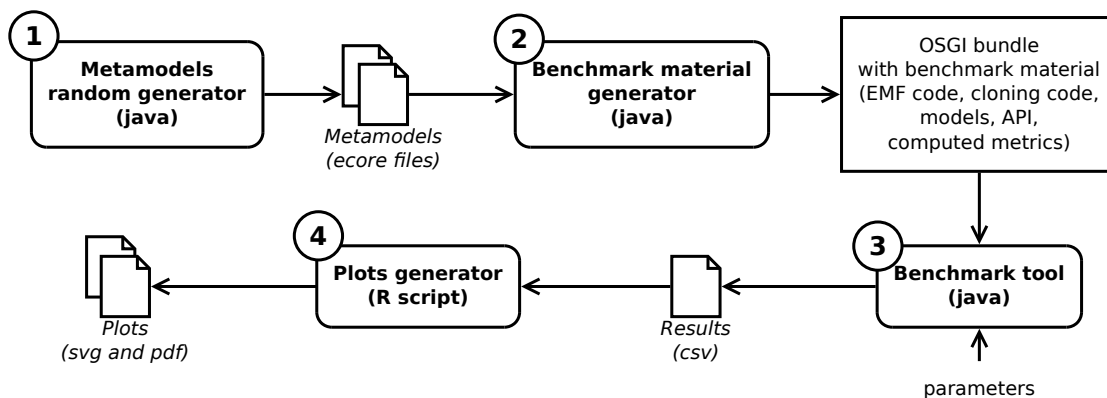 1
Metamodels
random generator
(java)
Metamodels
(ecore files)
2
Benchmark material
generator
(java)
OSGI bundle
with benchmark material
(EMF code, cloning code,
models, API,
computed metrics)
3
Benchmark tool
(java)
parameters
Results
(csv)
4
Plots generator
(R script)
Plots
(svg and pdf)